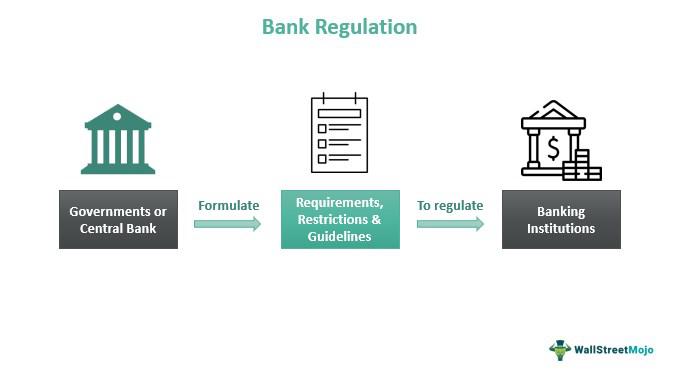 Bank Regulation
$
Governments or
Central Bank
Formulate
Requirements,
Restrictions &
Guidelines
To regulate
Banking
Institutions
WallStreetMojo